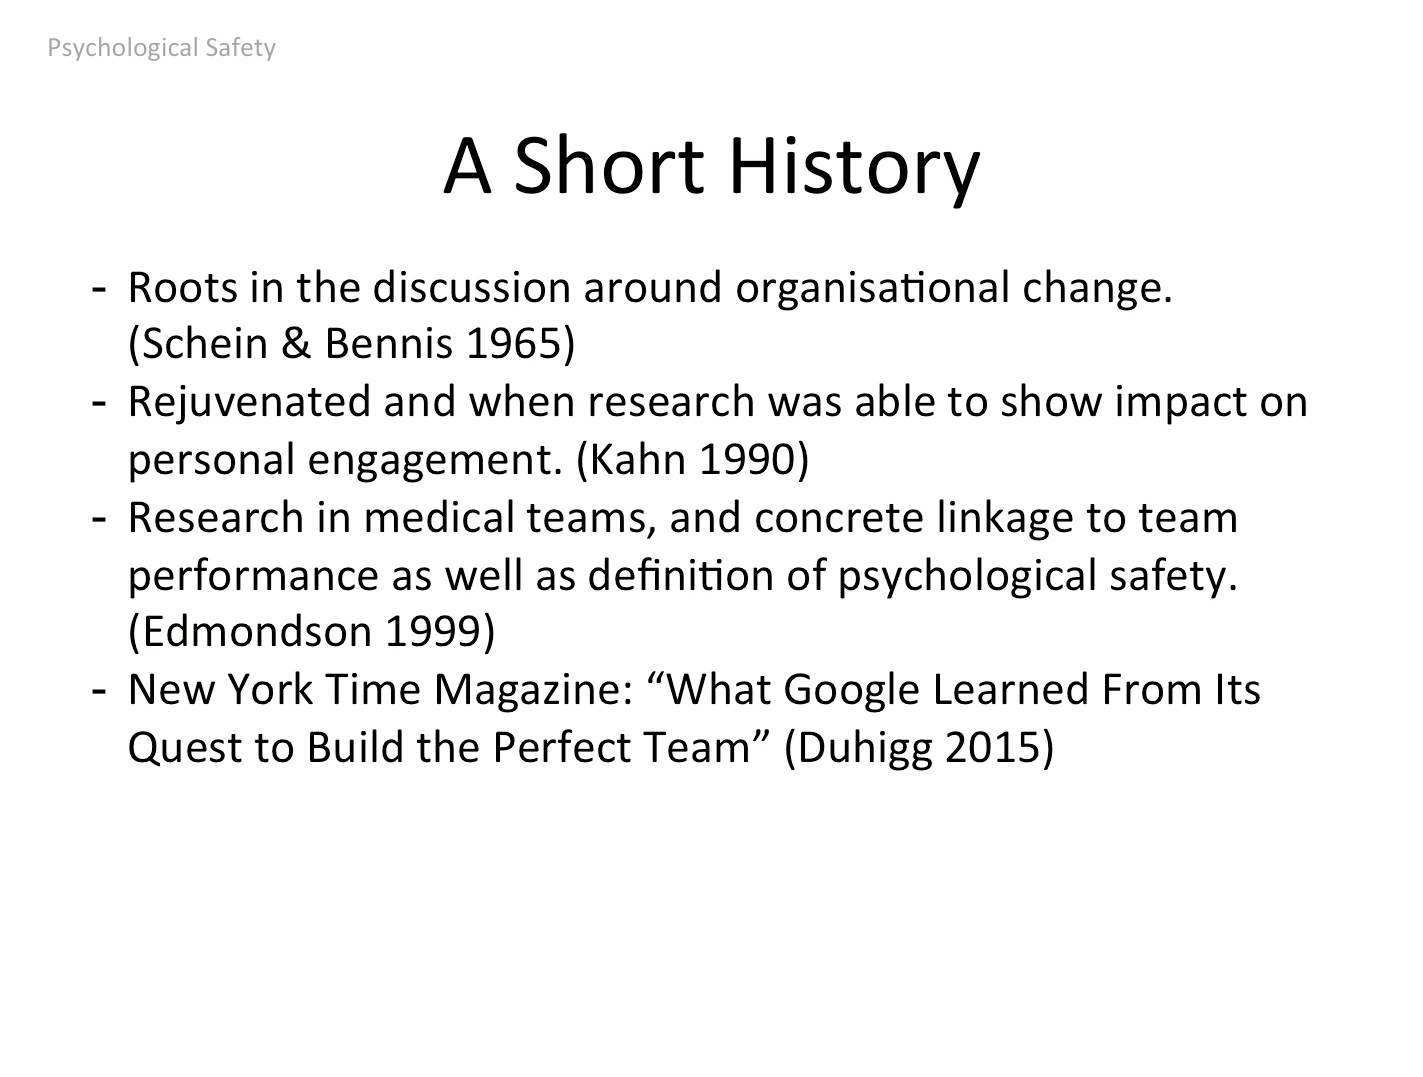 Psychological Safety
A Short History
- Roots in the discussion around organisational change.
(Schein & Bennis 1965)
- Rejuvenated and when research was able to show impact on
personal engagement. (Kahn 1990)
- Research in medical teams, and concrete linkage to team
performance as well as definition of psychological safety.
(Edmondson 1999)
- New York Time Magazine: “What Google Learned From Its
Quest to Build the Perfect Team” (Duhigg 2015)